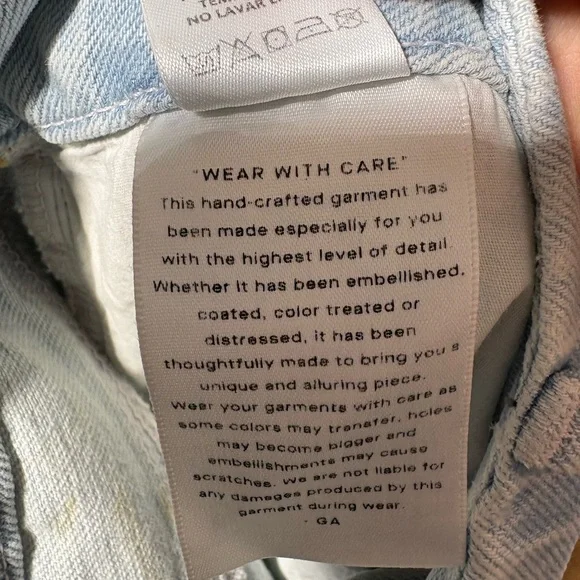 NO LAVAR
"WEAR WITH CARE"
This hand-crafted garment has
been made especially for you
with the highest level of detail.
Whether it has been embellished,
coated, color treated or
distressed, it has been
thoughtfully made to bring you a
unique and alluring piece.
Wear your garments with care as
some colors may transfer, holes
may become bigger and
embellishments may cause
scratches. We are not liable for
any damages produced by this
garment during wear.
- GA